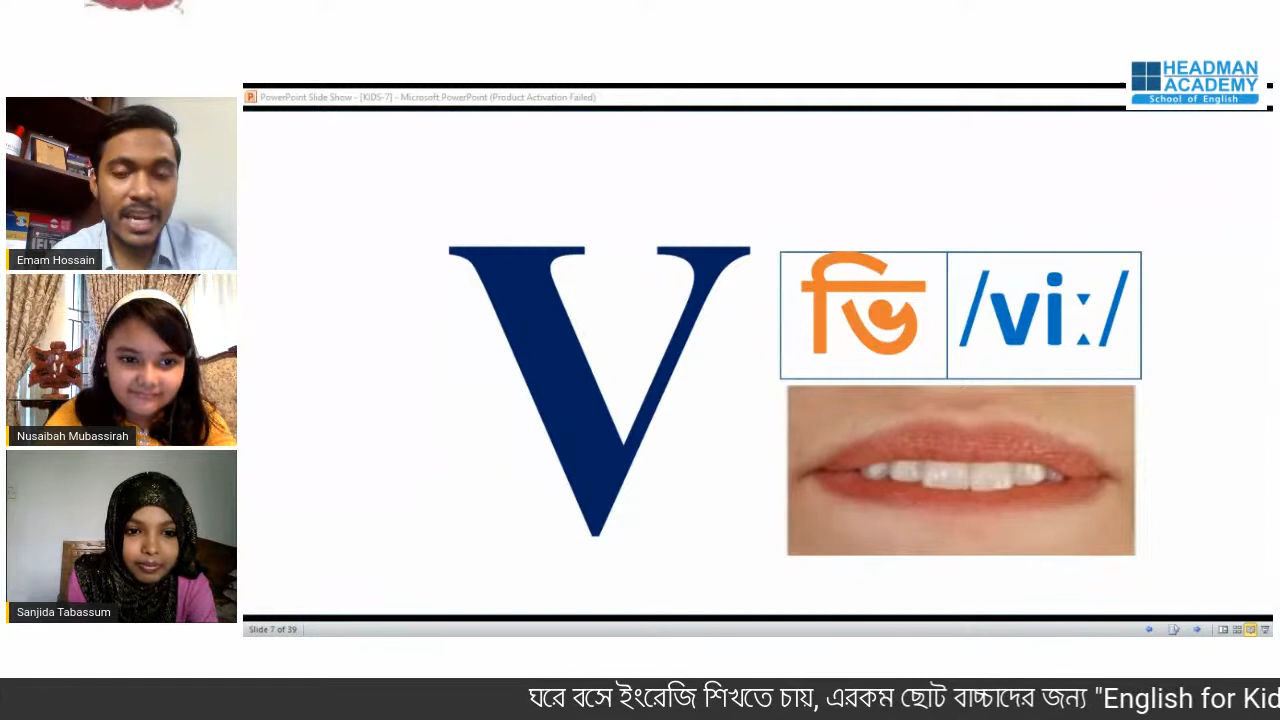 HEADMAN
ACADEMY
School of English
PowerPoint Slide Show - [KIDS-7] - Microsoft PowerPoint (Product Activation Failed)
Emam Hossain
Nusaibah Mubassirah
Sanjida Tabassum
V
ভি
/viː/
Slide 7 of 39
ঘরে বসে ইংরেজি শিখতে চায়, এরকম ছোট বাচ্চাদের জন্য "English for Kid